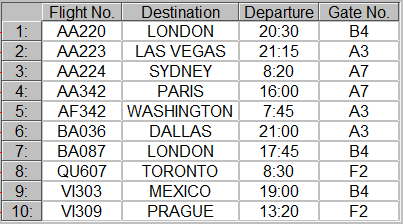 Flight No. Destination Departure Gate No.
1: AA220 LONDON 20:30 B4
2: AA223 LAS VEGAS 21:15 A3
3: AA224 SYDNEY 8:20 A7
4: AA342 PARIS 16:00 A7
5: AF342 WASHINGTON 7:45 A3
6: BA036 DALLAS 21:00 A3
7: BA087 LONDON 17:45 B4
8: QU607 TORONTO 8:30 F2
9: VI303 MEXICO 19:00 B4
10: VI309 PRAGUE 13:20 F2